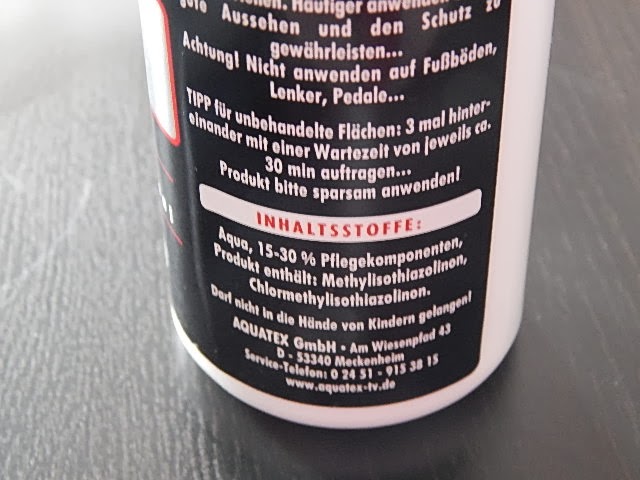 Häufiger anwenden
gute Aussehen und den Schutz zu
gewährleisten...
Achtung! Nicht anwenden auf Fußböden,
Lenker, Pedale...
TIPP für unbehandelte Flächen: 3 mal hinter-
einander mit einer Wartezeit von jeweils ca.
30 min auftragen...
Produkt bitte sparsam anwenden!
INHALTSSTOFFE:
Aqua, 15-30 % Pflegekomponenten,
Produkt enthält: Methylisothiazolinon,
Chlormethylisothiazolinon.
Darf nicht in die Hände von Kindern gelangen!
AQUATEX GmbH • Am Wiesenpfad 43
D - 53340 Meckenheim
Service-Telefon: 0 24 51 - 915 38 15
www.aquatex-tv.de